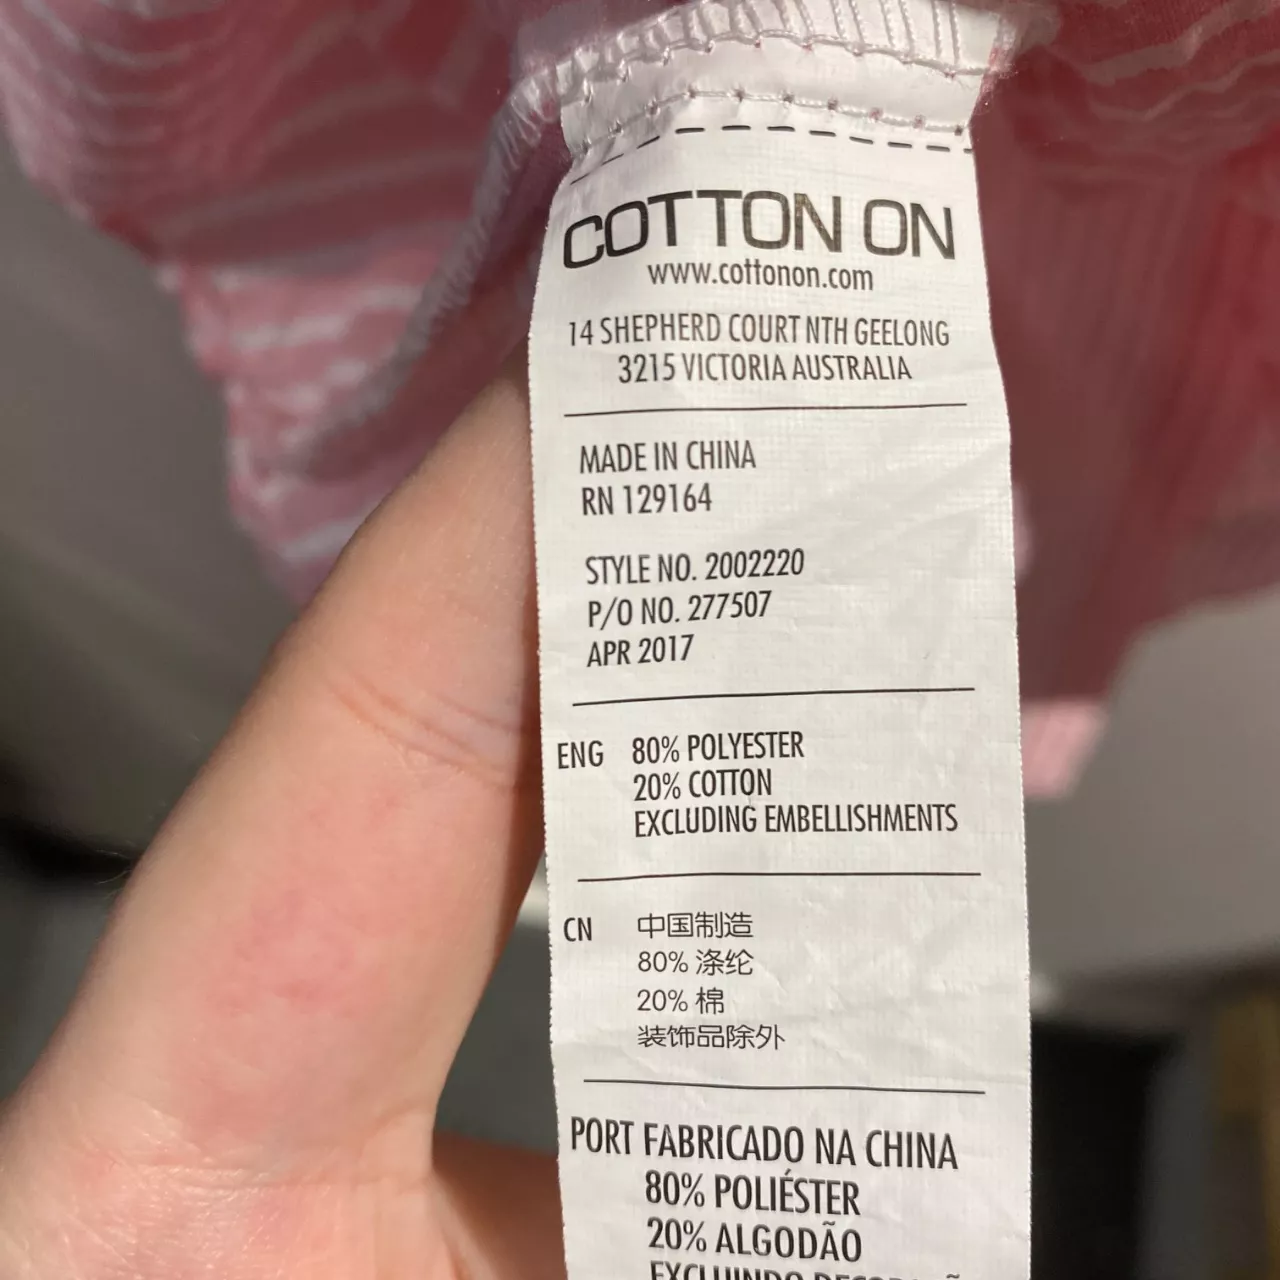 COTTON ON
www.cottonon.com
14 SHEPHERD COURT NTH GEELONG
3215 VICTORIA AUSTRALIA
MADE IN CHINA
RN 129164
STYLE NO. 2002220
P/O NO. 277507
APR 2017
ENG 80% POLYESTER
20% COTTON
EXCLUDING EMBELLISHMENTS
CN 中国制造
80% 涤纶
20% 棉
装饰品除外
PORT FABRICADO NA CHINA
80% POLIÉSTER
20% ALGODÃO
EXCLUINDO